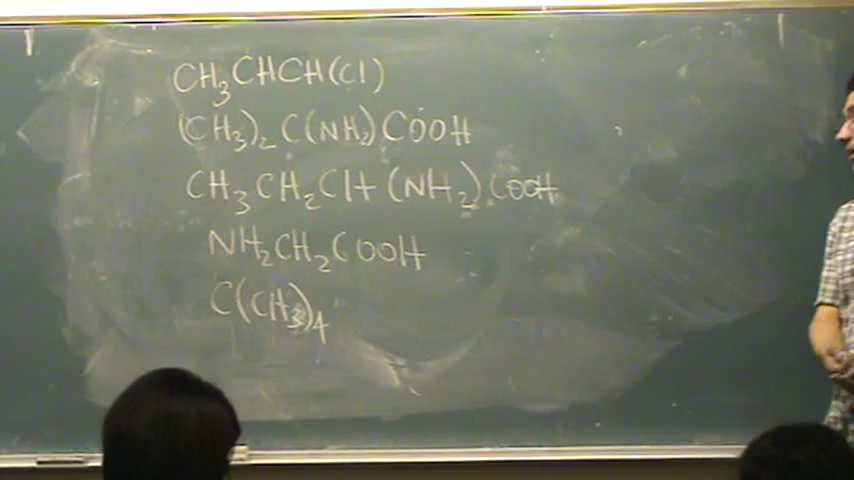 CH₃CHCH(Cl)
(CH₃)₂C(NH₂)COOH
CH₃CH₂CH(NH₂)COOH
NH₂CH₂COOH
C(CH₃)₄